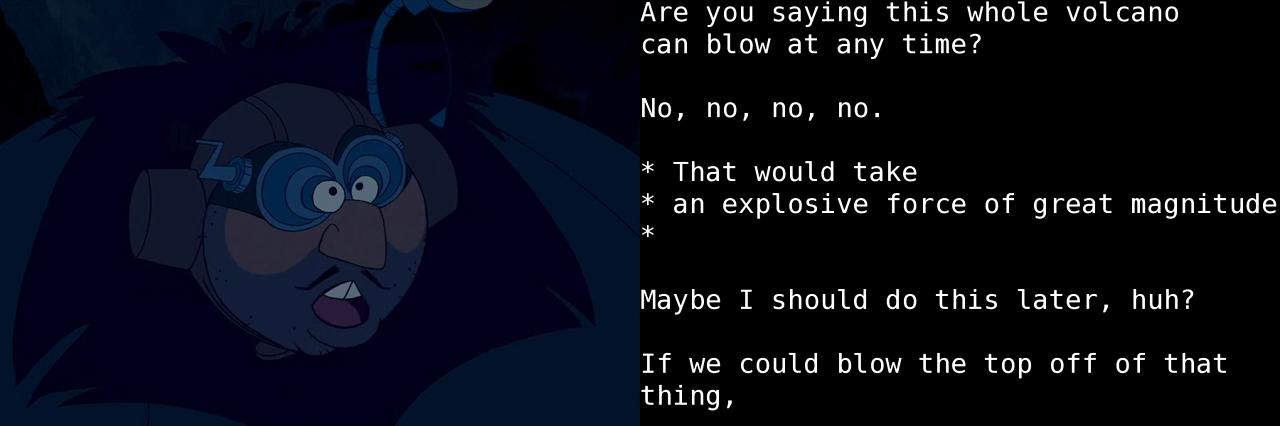 Are you saying this whole volcano
can blow at any time?
No, no, no, no.
* That would take
* an explosive force of great magnitude
*
Maybe I should do this later, huh?
If we could blow the top off of that
thing,